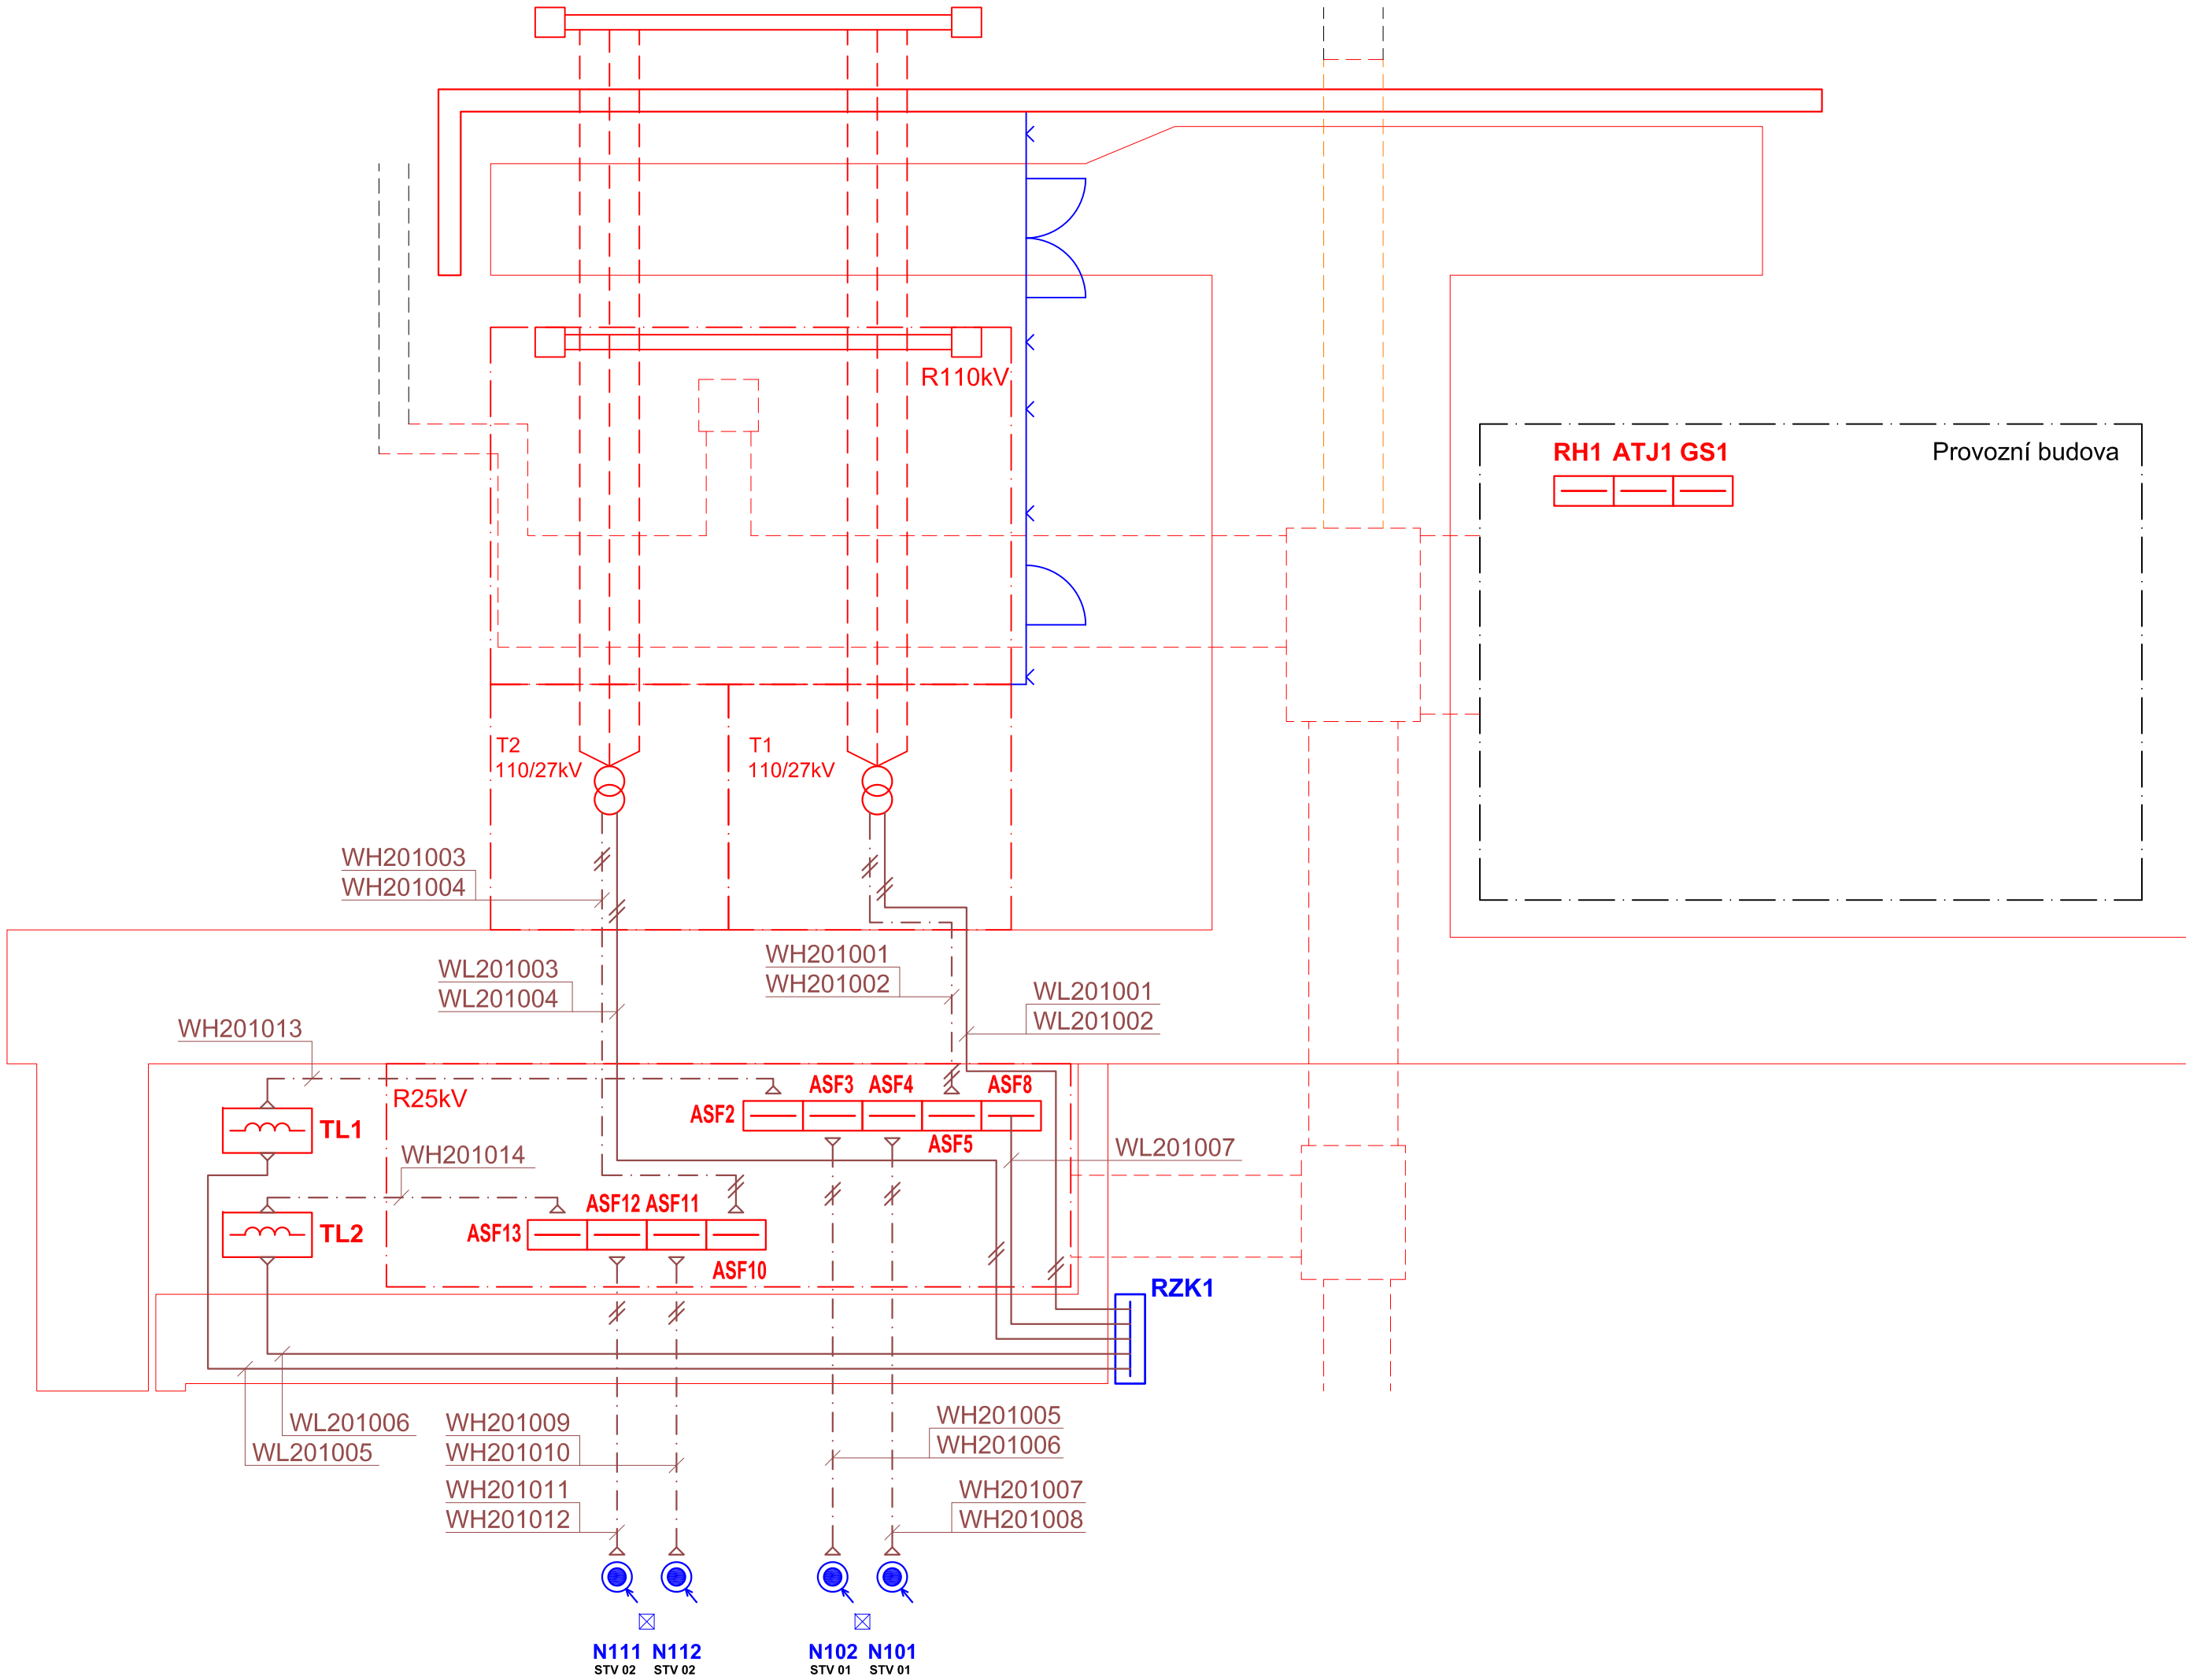 R110kV
RH1 ATJ1 GS1
Provozní budova
T2
110/27kV
T1
110/27kV
WH201003
WH201004
WH201001
WH201002
WL201003
WL201004
WL201001
WL201002
WH201013
R25kV
ASF3 ASF4 ASF8
ASF2
ASF5
TL1
WH201014
WL201007
ASF12 ASF11
ASF13
TL2
ASF10
RZK1
WL201006
WL201005
WH201009
WH201010
WH201005
WH201006
WH201011
WH201012
WH201007
WH201008
N111 N112 N102 N101
STV 02 STV 02 STV 01 STV 01